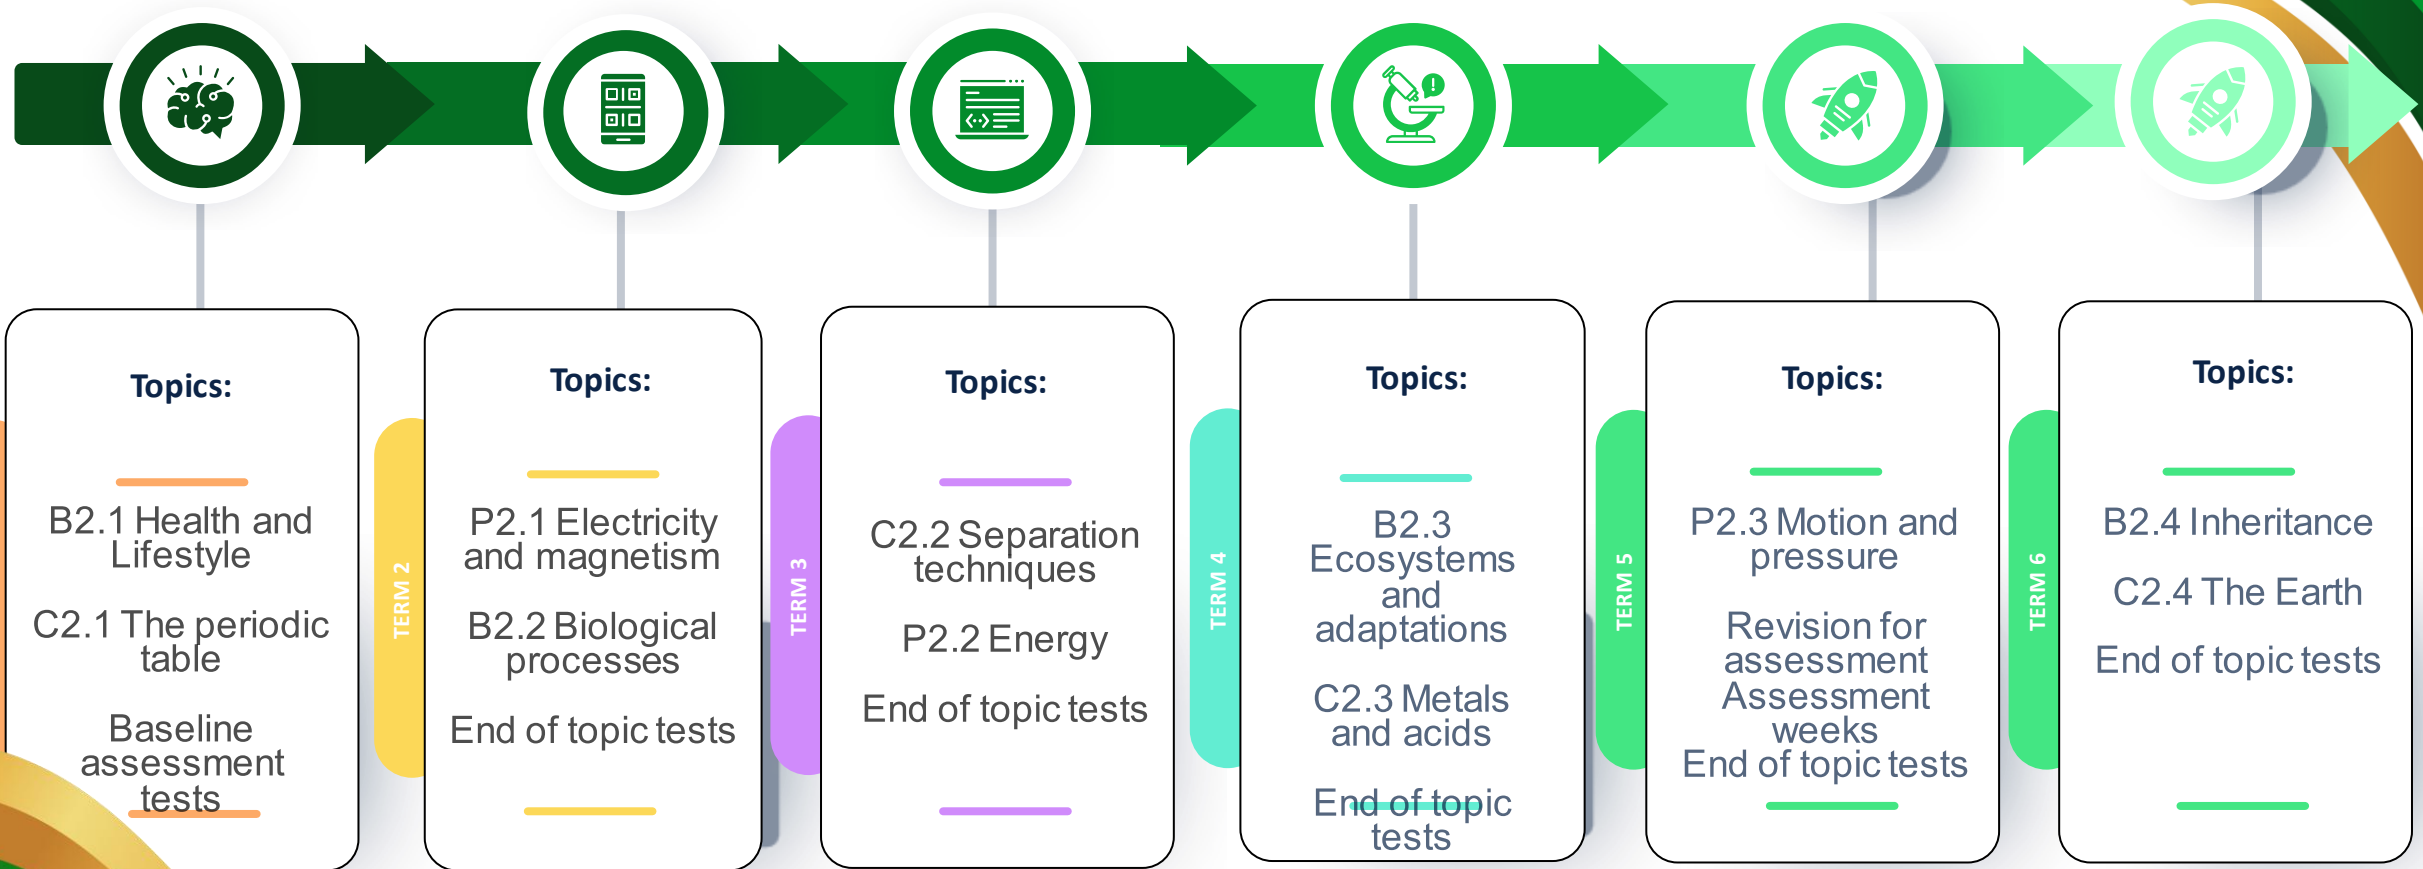 Topics:
B2.1 Health and
Lifestyle
C2.1 The periodic
table
Baseline
assessment
tests
TERM 2
Topics:
P2.1 Electricity
and magnetism
B2.2 Biological
processes
End of topic tests
TERM 3
Topics:
C2.2 Separation
techniques
P2.2 Energy
End of topic tests
TERM 4
Topics:
B2.3
Ecosystems
and
adaptations
C2.3 Metals
and acids
End of topic
tests
TERM 5
Topics:
P2.3 Motion and
pressure
Revision for
assessment
Assessment
weeks
End of topic tests
TERM 6
Topics:
B2.4 Inheritance
C2.4 The Earth
End of topic tests